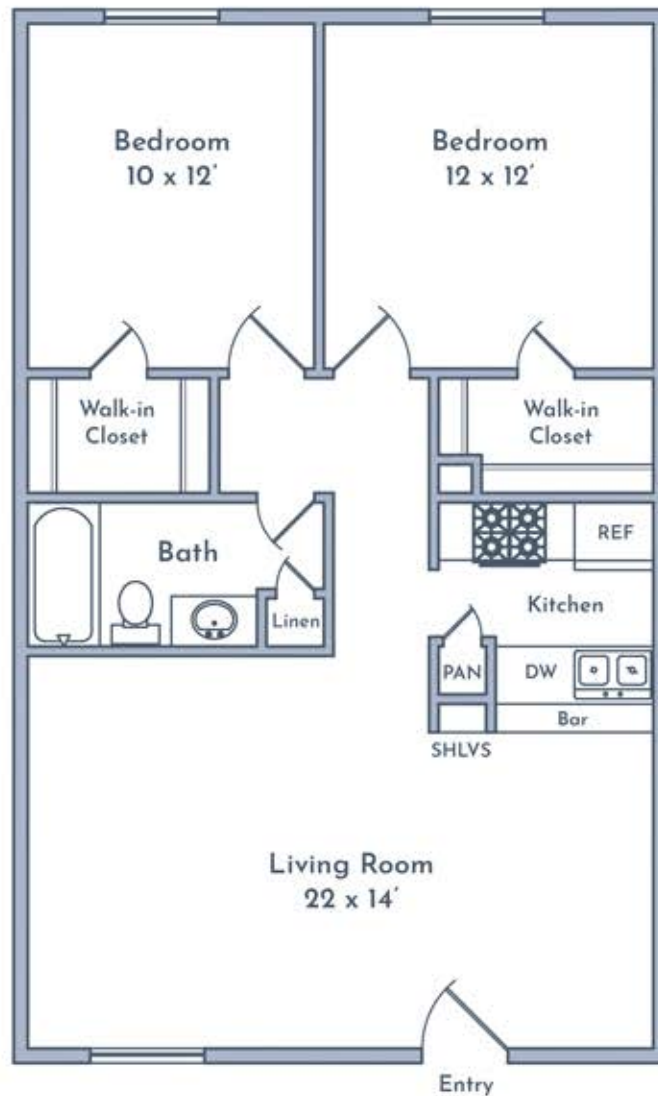 Bedroom
10 x 12'
Bedroom
12 x 12'
Walk-in
Closet
Walk-in
Closet
Bath
REF
Kitchen
Linen
PAN
DW
Bar
SHLVS
Living Room
22 x 14'
Entry